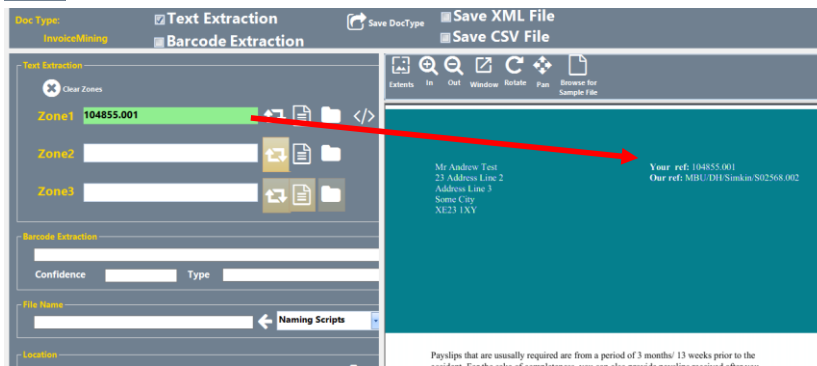 Doc Type:
InvoiceMining
Text Extraction
Barcode Extraction
Save DocType
Save XML File
Save CSV File
Text Extraction
Clear Zones
Zone1 104855.001
Zone2
Zone3
Barcode Extraction
Confidence Type
File Name
Naming Scripts
Location
Extents In Out Window Rotate Pan Browse for
Sample File
Mr Andrew Test
23 Address Line 2
Address Line 3
Some City
XE23 1XY
Your ref: 104855.001
Our ref: MBU/DH/Simkin/S02568.002
Payslips that are ususally required are from a period of 3 months/ 13 weeks prior to the